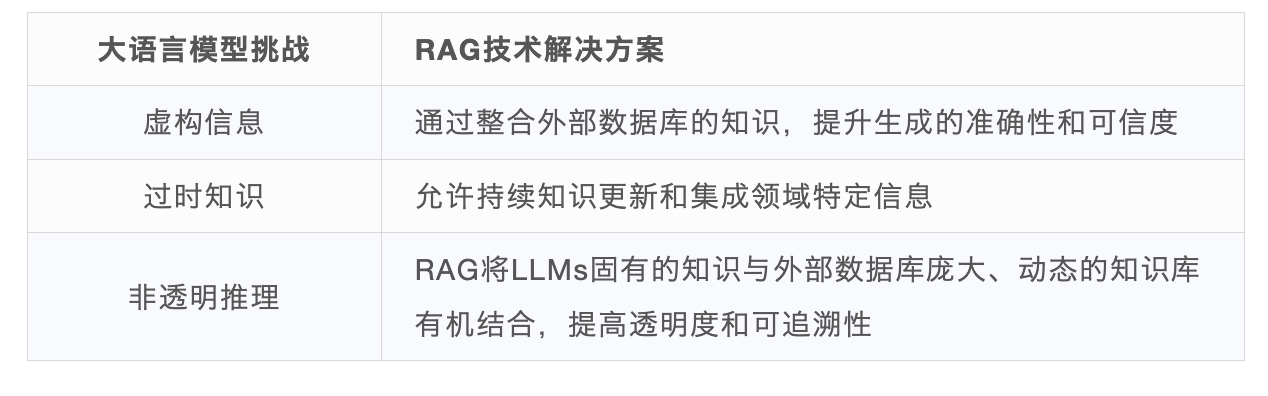 大语言模型挑战
RAG技术解决方案
虚构信息
通过整合外部数据库的知识，提升生成的准确性和可信度
过时知识
允许持续知识更新和集成领域特定信息
非透明推理
RAG将LLMs固有的知识与外部数据库庞大、动态的知识库
有机结合，提高透明度和可追溯性